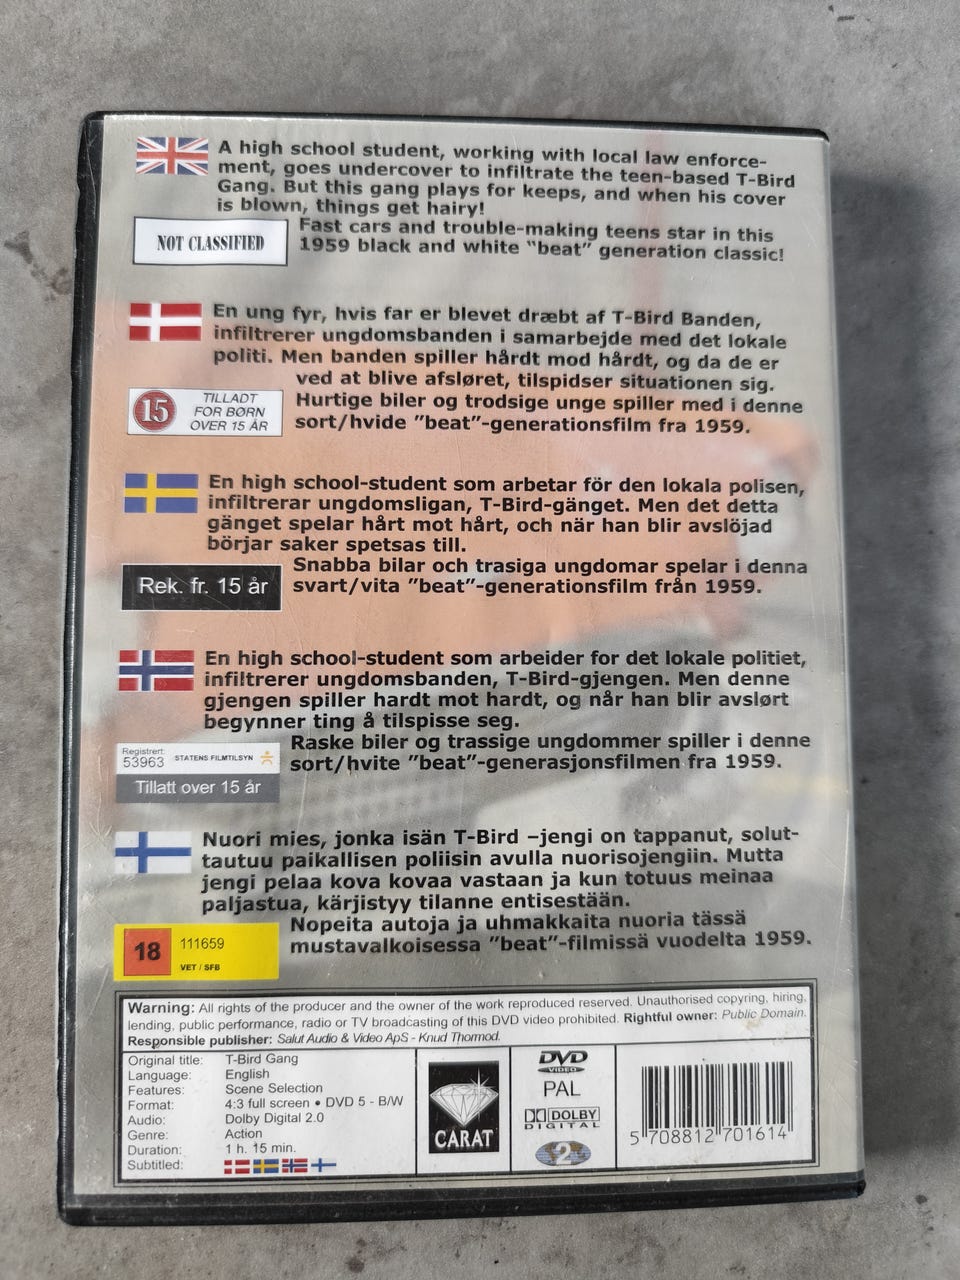 A high school student, working with local law enforce-
ment, goes undercover to infiltrate the teen-based T-Bird
Gang. But this gang plays for keeps, and when his cover
is blown, things get hairy!
NOT CLASSIFIED
Fast cars and trouble-making teens star in this
1959 black and white "beat" generation classic!
En ung fyr, hvis far er blevet dræbt af T-Bird Banden,
infiltrerer ungdomsbanden i samarbejde med det lokale
politi. Men banden spiller hårdt mod hårdt, og da de er
ved at blive afsløret, tilspidser situationen sig.
15
TILLADT
FOR BØRN
OVER 15 ÅR
Hurtige biler og trodsige unge spiller med i denne
sort/hvide "beat"-generationsfilm fra 1959.
En high school-student som arbetar för den lokala polisen,
infiltrerar ungdomsligan, T-Bird-gänget. Men det detta
gänget spelar hårt mot hårt, och när han blir avslöjad
börjar saker spetsas till.
Rek. fr. 15 år
Snabba bilar och trasiga ungdomar spelar i denna
svart/vita "beat"-generationsfilm från 1959.
En high school-student som arbeider for det lokale politiet,
infiltrerer ungdomsbanden, T-Bird-gjengen. Men denne
gjengen spiller hardt mot hardt, og når han blir avslørt
begynner ting å tilspisse seg.
Registrert:
53963 STATENS FILMTILSYN
Tillatt over 15 år
Raske biler og trassige ungdommer spiller i denne
sort/hvite "beat"-generasjonsfilmen fra 1959.
Nuori mies, jonka isän T-Bird –jengi on tappanut, solut-
tautuu paikallisen poliisin avulla nuorisojengiin. Mutta
jengi pelaa kova kovaa vastaan ja kun totuus meinaa
paljastua, kärjistyy tilanne entisestään.
18
111659
VET / SFB
Nopeita autoja ja uhmakkaita nuoria tässä
mustavalkoisessa "beat"-filmissä vuodelta 1959.
Warning: All rights of the producer and the owner of the work reproduced reserved. Unauthorised copying, hiring,
lending, public performance, radio or TV broadcasting of this DVD video prohibited. Rightful owner: Public Domain.
Responsible publisher: Salut Audio & Video ApS - Knud Thormod.
Original title: T-Bird Gang
Language: English
Features: Scene Selection
Format: 4:3 full screen • DVD 5 - B/W
Audio: Dolby Digital 2.0
Genre: Action
Duration: 1 h. 15 min.
Subtitled:
CARAT
DVD
VIDEO
PAL
DOLBY
DIGITAL
2
5 708812 701614